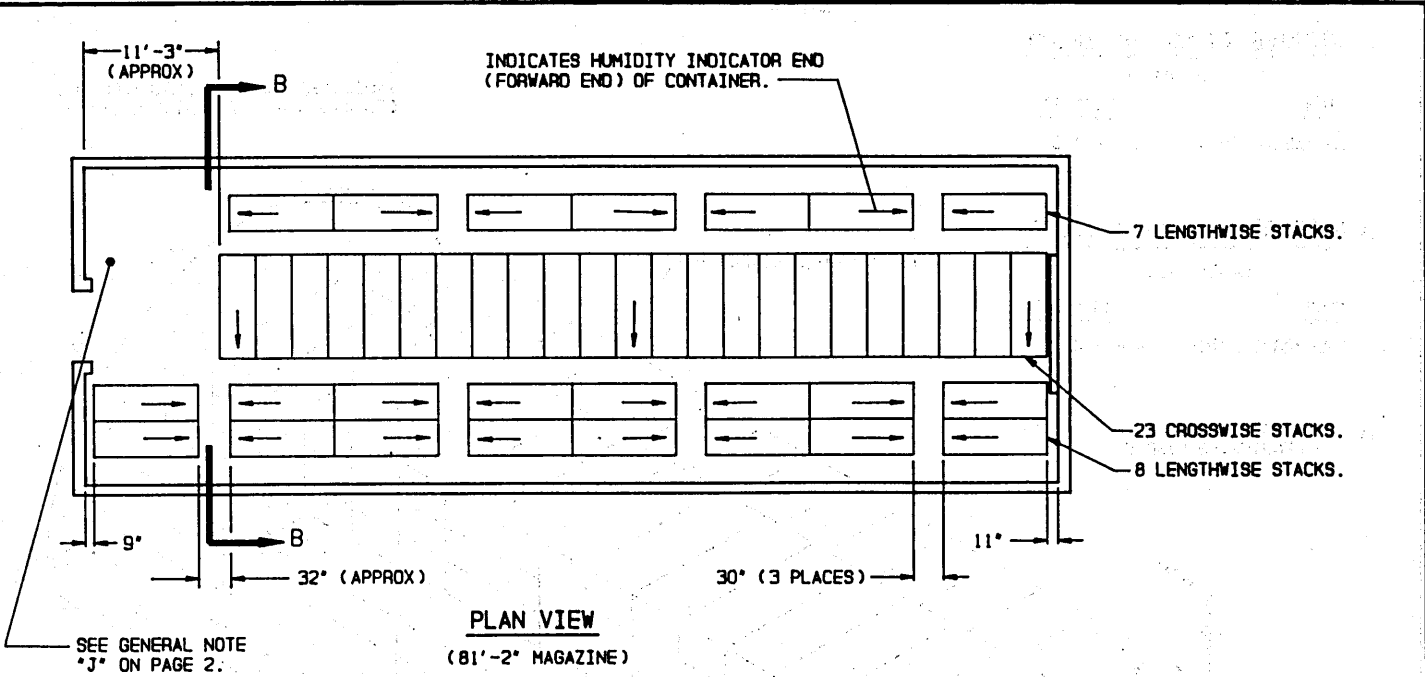 11'-3"
(APPROX)
B
INDICATES HUMIDITY INDICATOR END
(FORWARD END) OF CONTAINER.
7 LENGTHWISE STACKS.
23 CROSSWISE STACKS.
8 LENGTHWISE STACKS.
9"
B
11"
32" (APPROX)
30" (3 PLACES)
PLAN VIEW
(81'-2" MAGAZINE)
SEE GENERAL NOTE
"J" ON PAGE 2.